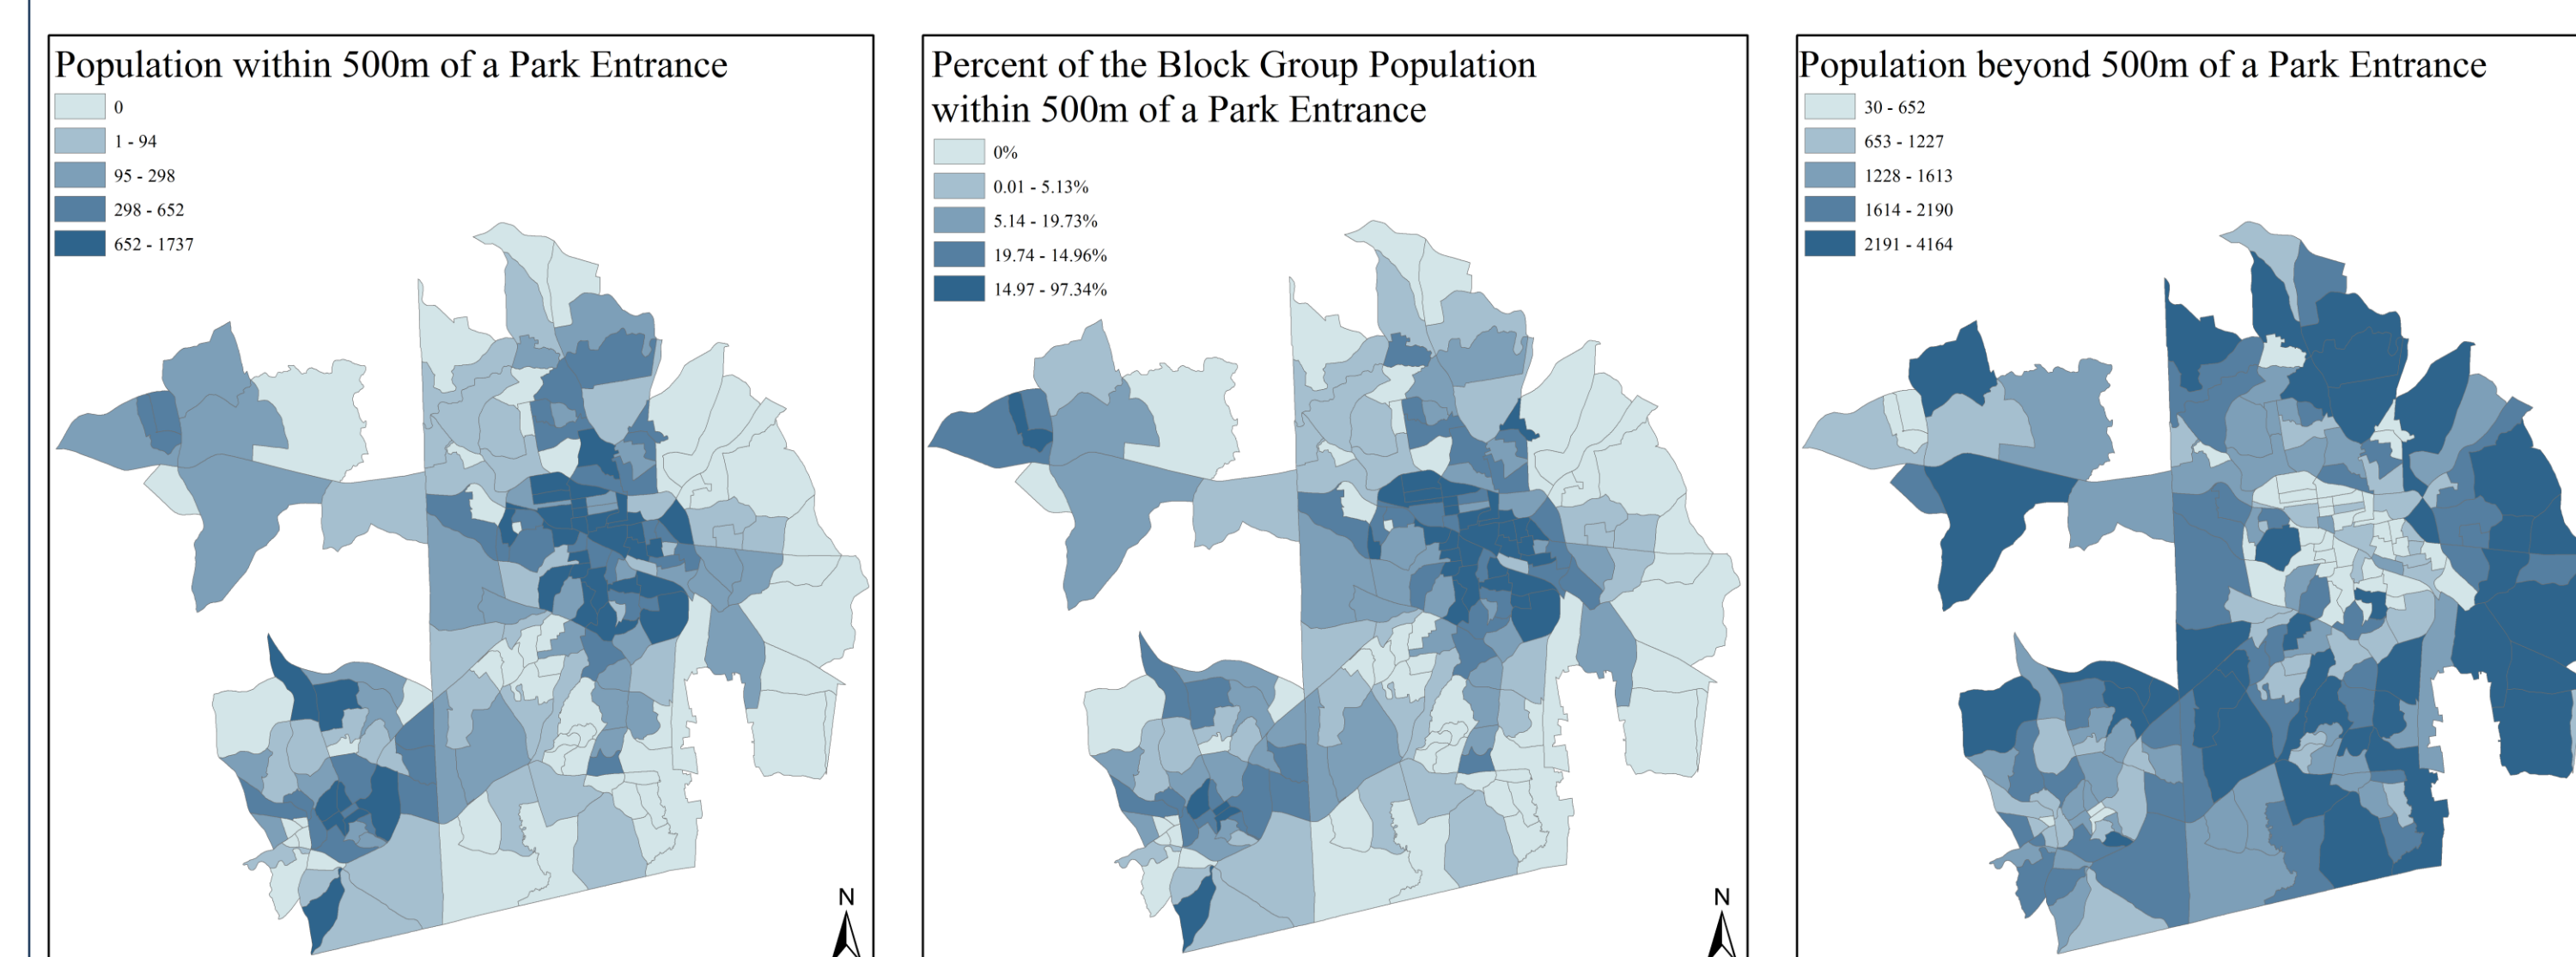 Population within 500m of a Park Entrance
0
1 - 94
95 - 298
298 - 652
652 - 1737
N
Percent of the Block Group Population
within 500m of a Park Entrance
0%
0.01 - 5.13%
5.14 - 19.73%
19.74 - 14.96%
14.97 - 97.34%
N
Population beyond 500m of a Park Entrance
30 - 652
653 - 1227
1228 - 1613
1614 - 2190
2191 - 4164